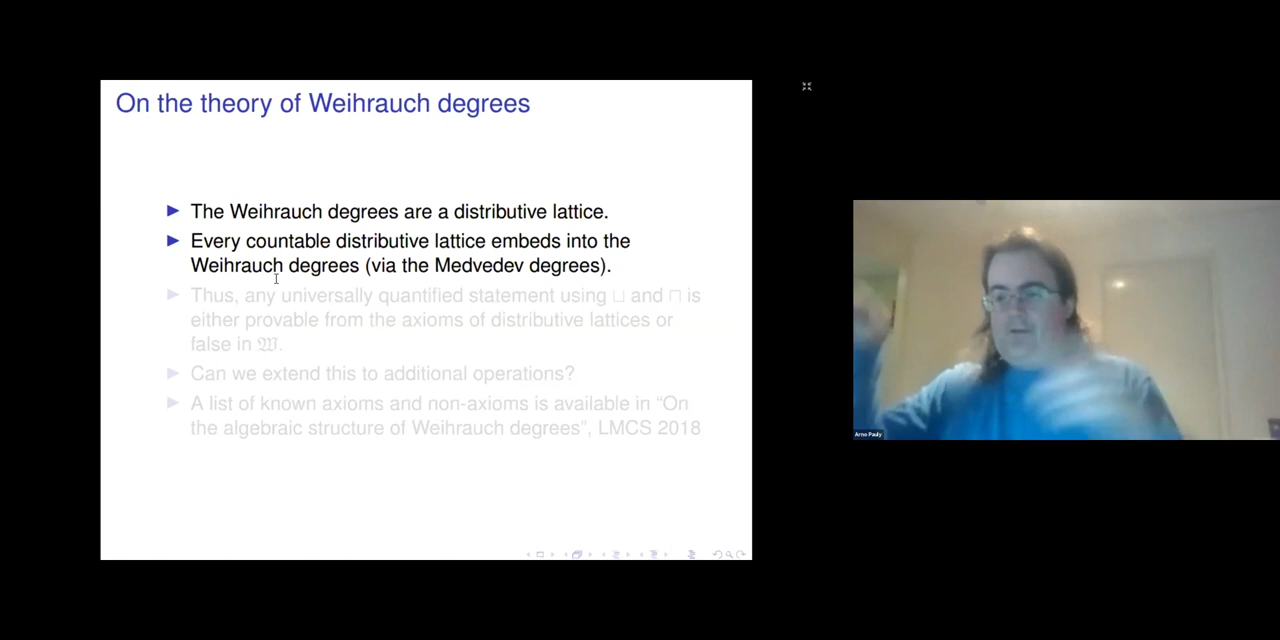 On the theory of Weihrauch degrees
▶ The Weihrauch degrees are a distributive lattice.
▶ Every countable distributive lattice embeds into the
Weihrauch degrees (via the Medvedev degrees).
▶ Thus, any universally quantified statement using ⊔ and ⊓ is
either provable from the axioms of distributive lattices or
false in 𝔚.
▶ Can we extend this to additional operations?
▶ A list of known axioms and non-axioms is available in “On
the algebraic structure of Weihrauch degrees”, LMCS 2018
Arno Pauly